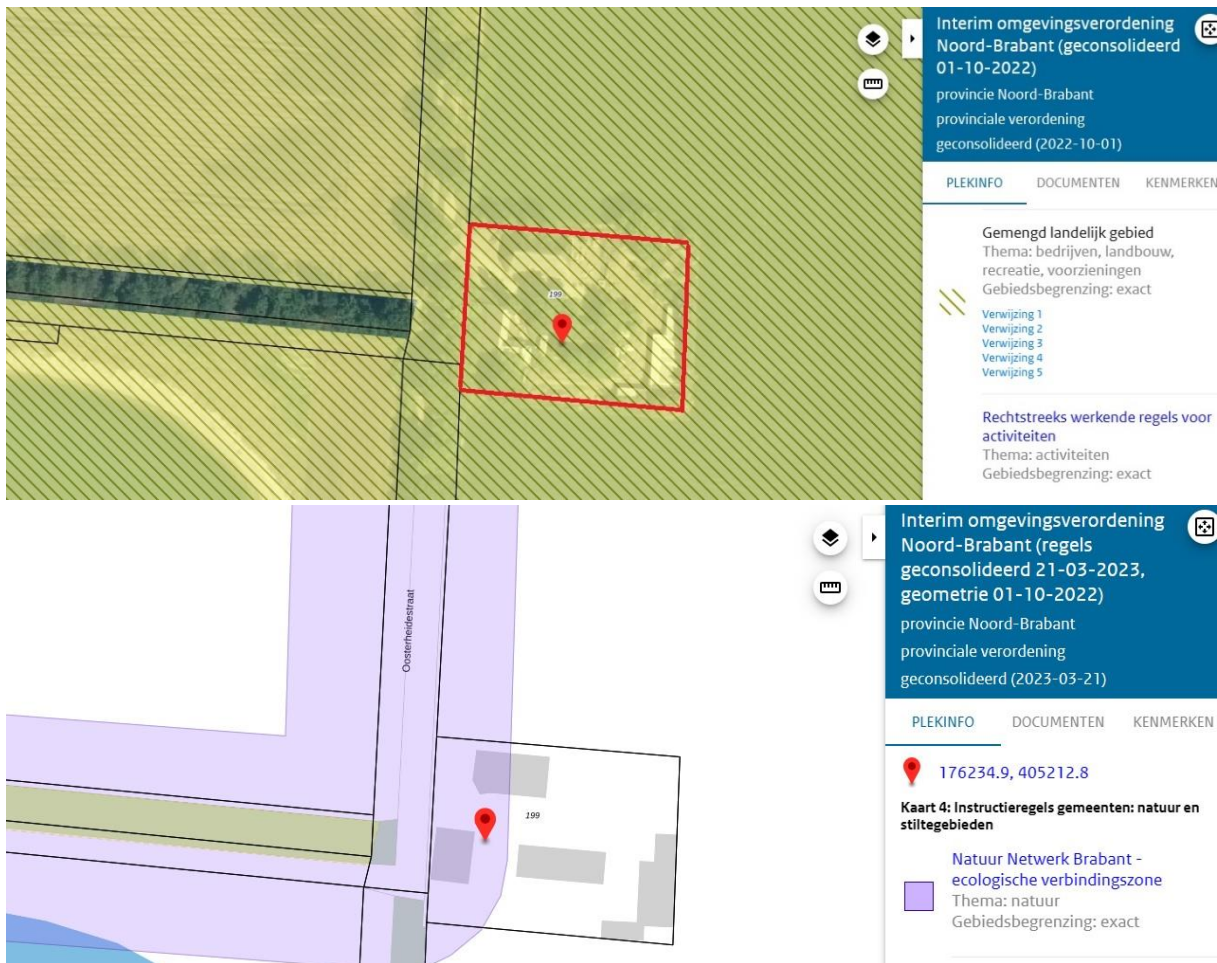 Interim omgevingsverordening
Noord-Brabant (geconsolideerd
01-10-2022)
provincie Noord-Brabant
provinciale verordening
geconsolideerd (2022-10-01)
PLEKINFO DOCUMENTEN KENMERKEN
Gemengd landelijk gebied
Thema: bedrijven, landbouw,
recreatie, voorzieningen
Gebiedsbegrenzing: exact
Verwijzing 1
Verwijzing 2
Verwijzing 3
Verwijzing 4
Verwijzing 5
Rechtstreeks werkende regels voor
activiteiten
Thema: activiteiten
Gebiedsbegrenzing: exact
199
Interim omgevingsverordening
Noord-Brabant (regels
geconsolideerd 21-03-2023,
geometrie 01-10-2022)
provincie Noord-Brabant
provinciale verordening
geconsolideerd (2023-03-21)
PLEKINFO DOCUMENTEN KENMERKEN
176234.9, 405212.8
Kaart 4: Instructieregels gemeenten: natuur en
stiltegebieden
Natuur Netwerk Brabant -
ecologische verbindingszone
Thema: natuur
Gebiedsbegrenzing: exact
Oosterheidestraat
199